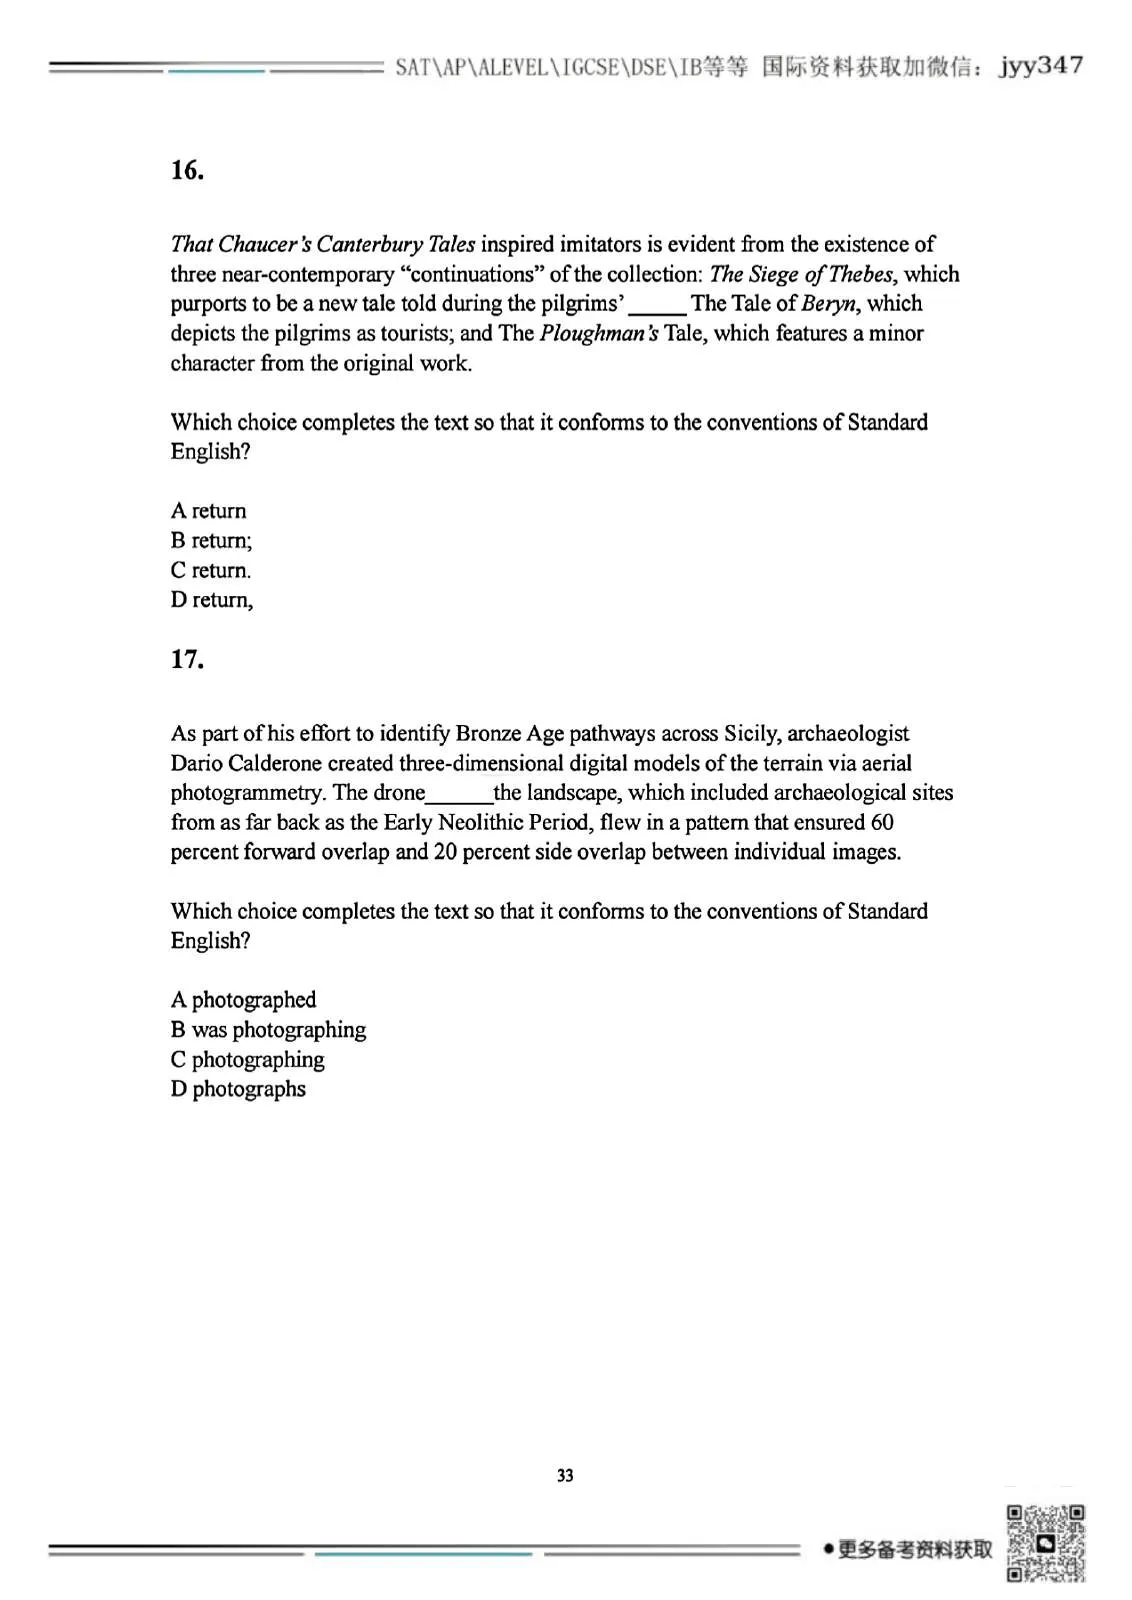 SAT\AP\ALEVEL\IGCSE\DSE\IB等等 国际资料获取加微信：jyy347
16.
That Chaucer's Canterbury Tales inspired imitators is evident from the existence of
three near-contemporary “continuations” of the collection: The Siege of Thebes, which
purports to be a new tale told during the pilgrims’ _____ The Tale of Beryn, which
depicts the pilgrims as tourists; and The Ploughman's Tale, which features a minor
character from the original work.
Which choice completes the text so that it conforms to the conventions of Standard
English?
A return
B return;
C return.
D return,
17.
As part of his effort to identify Bronze Age pathways across Sicily, archaeologist
Dario Calderone created three-dimensional digital models of the terrain via aerial
photogrammetry. The drone______the landscape, which included archaeological sites
from as far back as the Early Neolithic Period, flew in a pattern that ensured 60
percent forward overlap and 20 percent side overlap between individual images.
Which choice completes the text so that it conforms to the conventions of Standard
English?
A photographed
B was photographing
C photographing
D photographs
33
●更多备考资料获取